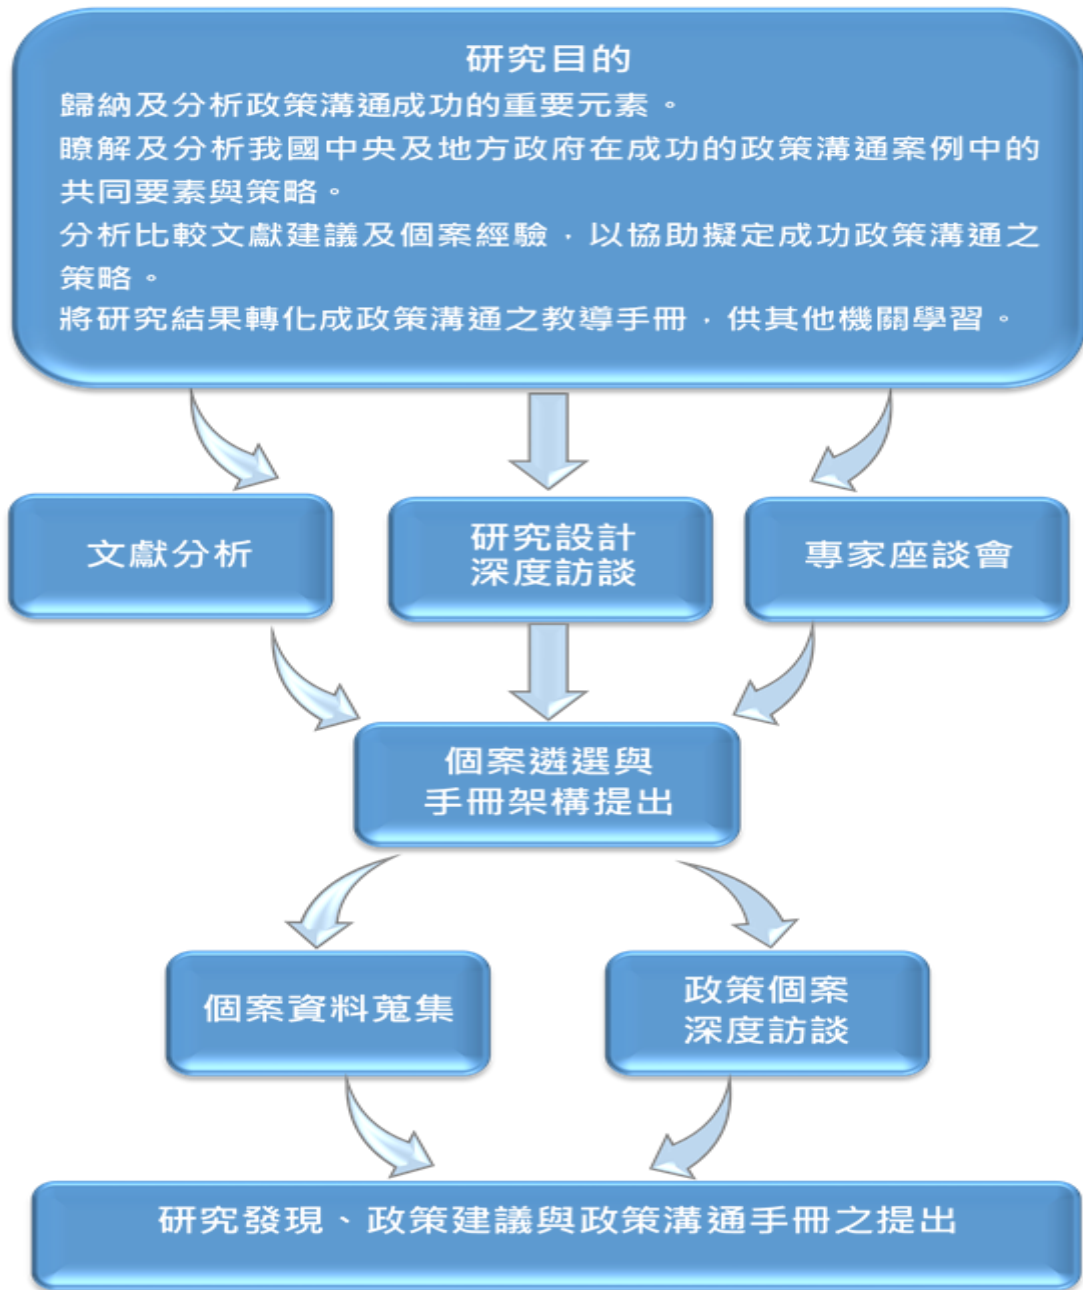 研究目的
歸納及分析政策溝通成功的重要元素。
瞭解及分析我國中央及地方政府在成功的政策溝通案例中的
共同要素與策略。
分析比較文獻建議及個案經驗，以協助擬定成功政策溝通之
策略。
將研究結果轉化成政策溝通之教導手冊，供其他機關學習。
文獻分析
研究設計
深度訪談
專家座談會
個案遴選與
手冊架構提出
個案資料蒐集
政策個案
深度訪談
研究發現、政策建議與政策溝通手冊之提出